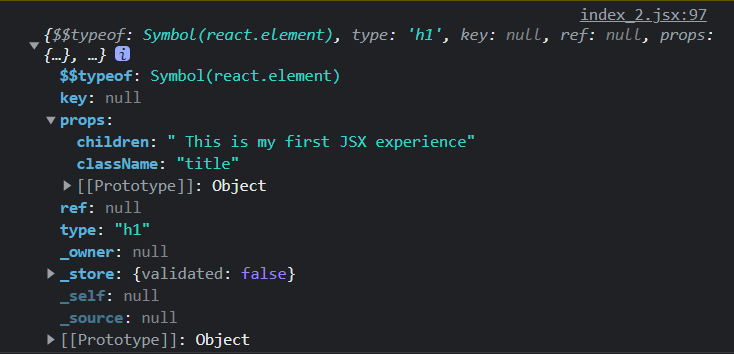 index_2.jsx:97
{$$typeof: Symbol(react.element), type: 'h1', key: null, ref: null, props:
{…}, …} i
$$typeof: Symbol(react.element)
key: null
props:
children: " This is my first JSX experience"
className: "title"
[[Prototype]]: Object
ref: null
type: "h1"
_owner: null
_store: {validated: false}
_self: null
_source: null
[[Prototype]]: Object